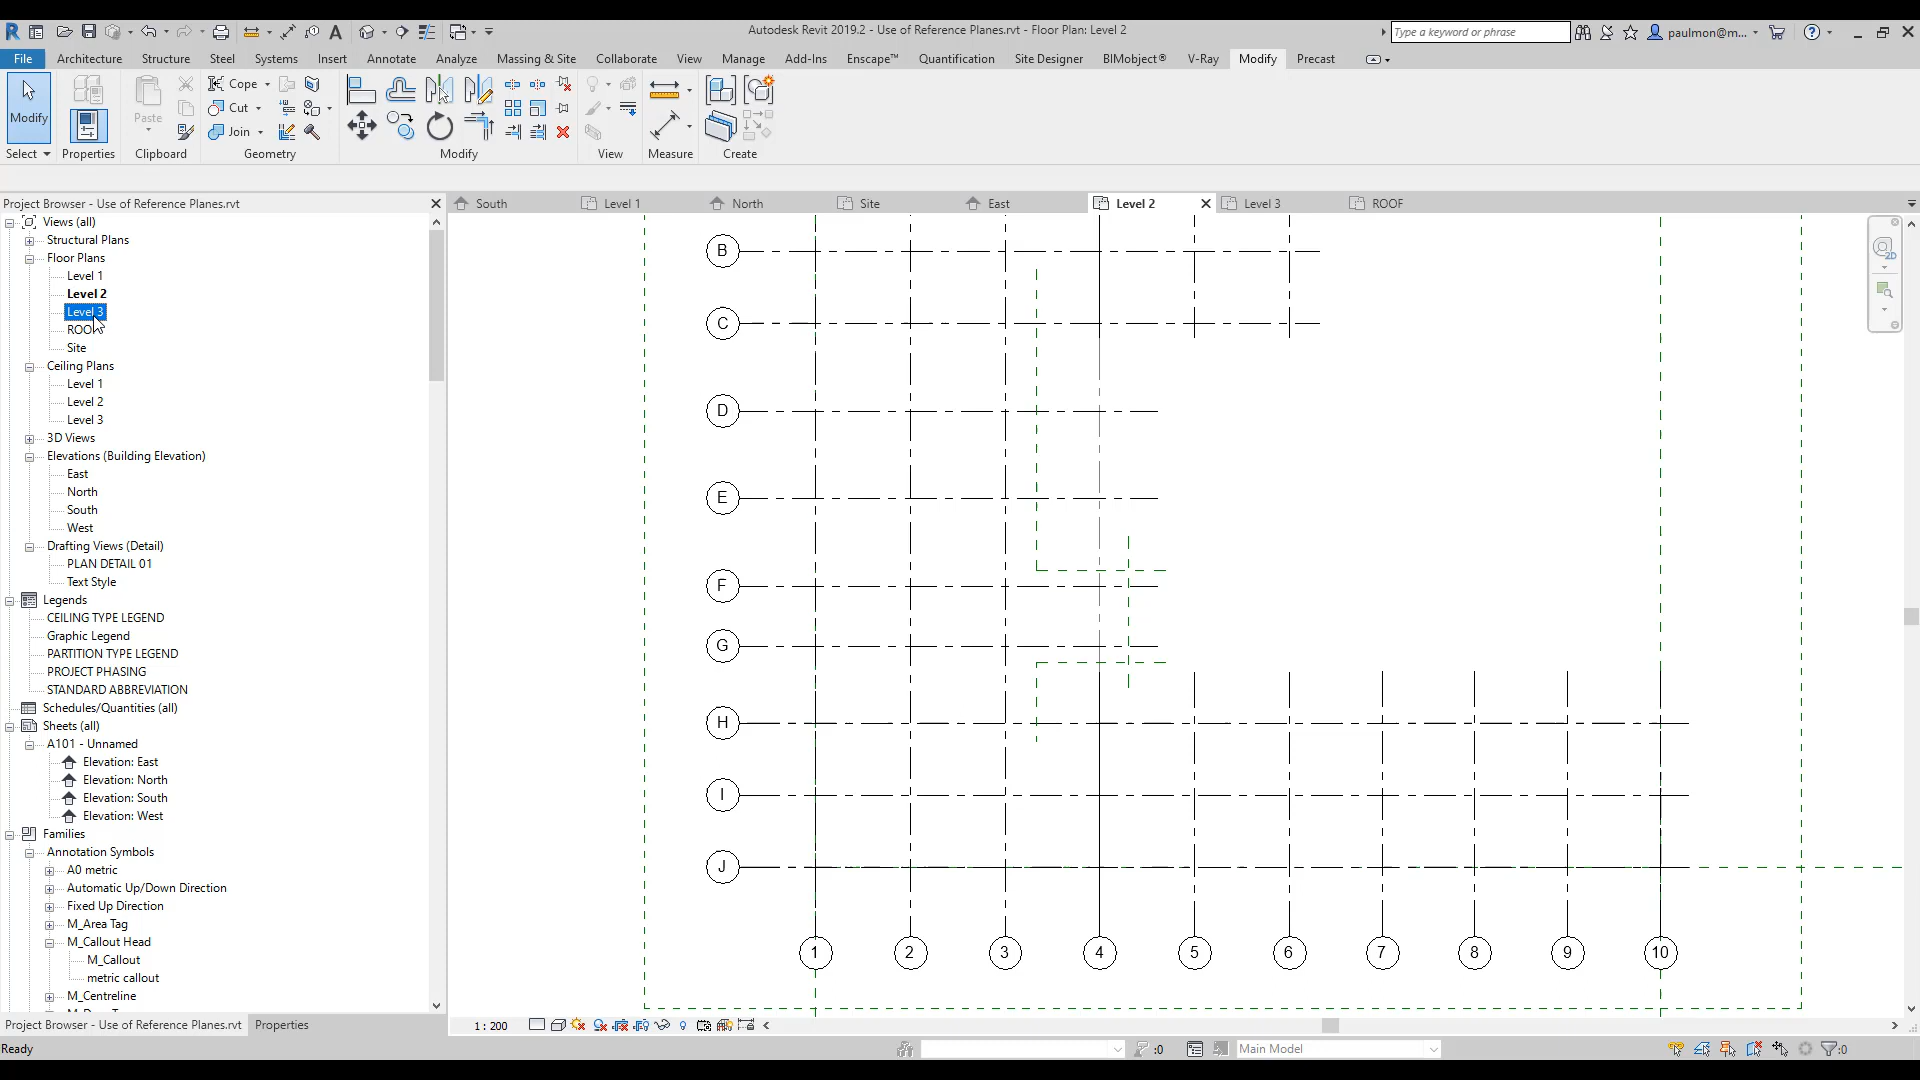 Autodesk Revit 2019.2 - Use of Reference Planes.rvt - Floor Plan: Level 2
Type a keyword or phrase
paulmon@m...
File Architecture Structure Steel Systems Insert Annotate Analyze Massing & Site Collaborate View Manage Add-Ins Enscape™ Quantification Site Designer BIMobject® V-Ray Modify Precast
Modify
Paste
Cope
Cut
Join
Select Properties Clipboard Geometry Modify View Measure Create
Project Browser - Use of Reference Planes.rvt
South Level 1 North Site East Level 2 Level 3 ROOF
Views (all)
Structural Plans
Floor Plans
Level 1
Level 2
Level 3
ROOF
Site
Ceiling Plans
Level 1
Level 2
Level 3
3D Views
Elevations (Building Elevation)
East
North
South
West
Drafting Views (Detail)
PLAN DETAIL 01
Text Style
Legends
CEILING TYPE LEGEND
Graphic Legend
PARTITION TYPE LEGEND
PROJECT PHASING
STANDARD ABBREVIATION
Schedules/Quantities (all)
Sheets (all)
A101 - Unnamed
Elevation: East
Elevation: North
Elevation: South
Elevation: West
Families
Annotation Symbols
A0 metric
Automatic Up/Down Direction
Fixed Up Direction
M_Area Tag
M_Callout Head
M_Callout
metric callout
M_Centreline
B
C
D
E
F
G
H
I
J
1 2 3 4 5 6 7 8 9 10
2D
Project Browser - Use of Reference Planes.rvt Properties
1 : 200
Ready
:0
Main Model
:0